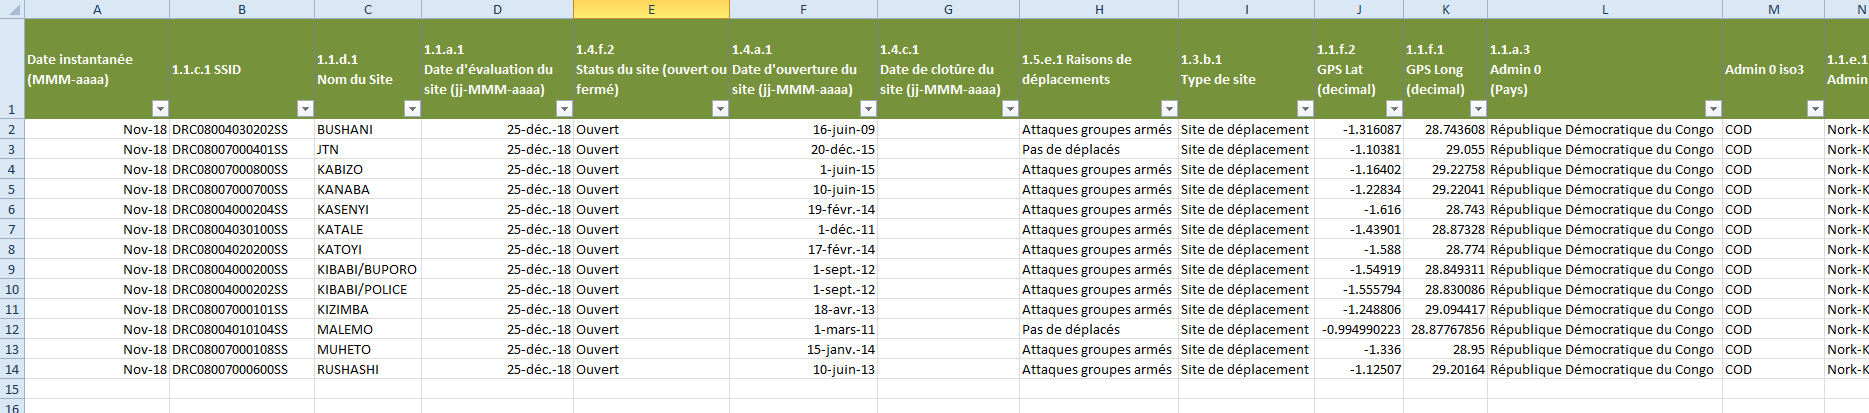 A B C D E F G H I J K L M N
1 Date instantanée (MMM-aaaa) 1.1.c.1 SSID 1.1.d.1 Nom du Site 1.1.a.1 Date d'évaluation du site (jj-MMM-aaaa) 1.4.f.2 Status du site (ouvert ou fermé) 1.4.a.1 Date d'ouverture du site (jj-MMM-aaaa) 1.4.c.1 Date de clotûre du site (jj-MMM-aaaa) 1.5.e.1 Raisons de déplacements 1.3.b.1 Type de site 1.1.f.2 GPS Lat (decimal) 1.1.f.1 GPS Long (decimal) 1.1.a.3 Admin 0 (Pays) Admin 0 iso3 1.1.e.1 Admin
2 Nov-18 DRC08004030202SS BUSHANI 25-déc.-18 Ouvert 16-juin-09 Attaques groupes armés Site de déplacement -1.316087 28.743608 République Démocratique du Congo COD Nork-K
3 Nov-18 DRC08007000401SS JTN 25-déc.-18 Ouvert 20-déc.-15 Pas de déplacés Site de déplacement -1.10381 29.055 République Démocratique du Congo COD Nork-K
4 Nov-18 DRC08007000800SS KABIZO 25-déc.-18 Ouvert 1-juin-15 Attaques groupes armés Site de déplacement -1.16402 29.22758 République Démocratique du Congo COD Nork-K
5 Nov-18 DRC08007000700SS KANABA 25-déc.-18 Ouvert 10-juin-15 Attaques groupes armés Site de déplacement -1.22834 29.22041 République Démocratique du Congo COD Nork-K
6 Nov-18 DRC08004000204SS KASENYI 25-déc.-18 Ouvert 19-févr.-14 Attaques groupes armés Site de déplacement -1.616 28.743 République Démocratique du Congo COD Nork-K
7 Nov-18 DRC08004030100SS KATALE 25-déc.-18 Ouvert 1-déc.-11 Attaques groupes armés Site de déplacement -1.43901 28.87328 République Démocratique du Congo COD Nork-K
8 Nov-18 DRC08004020200SS KATOYI 25-déc.-18 Ouvert 17-févr.-14 Attaques groupes armés Site de déplacement -1.588 28.774 République Démocratique du Congo COD Nork-K
9 Nov-18 DRC08004000200SS KIBABI/BUPORO 25-déc.-18 Ouvert 1-sept.-12 Attaques groupes armés Site de déplacement -1.54919 28.849311 République Démocratique du Congo COD Nork-K
10 Nov-18 DRC08004000202SS KIBABI/POLICE 25-déc.-18 Ouvert 1-sept.-12 Attaques groupes armés Site de déplacement -1.555794 28.830086 République Démocratique du Congo COD Nork-K
11 Nov-18 DRC08007000101SS KIZIMBA 25-déc.-18 Ouvert 18-avr.-13 Attaques groupes armés Site de déplacement -1.248806 29.094417 République Démocratique du Congo COD Nork-K
12 Nov-18 DRC08004010104SS MALEMO 25-déc.-18 Ouvert 1-mars-11 Pas de déplacés Site de déplacement -0.994990223 28.87767856 République Démocratique du Congo COD Nork-K
13 Nov-18 DRC08007000108SS MUHETO 25-déc.-18 Ouvert 15-janv.-14 Attaques groupes armés Site de déplacement -1.336 28.95 République Démocratique du Congo COD Nork-K
14 Nov-18 DRC08007000600SS RUSHASHI 25-déc.-18 Ouvert 10-juin-13 Attaques groupes armés Site de déplacement -1.12507 29.20164 République Démocratique du Congo COD Nork-K
15
16